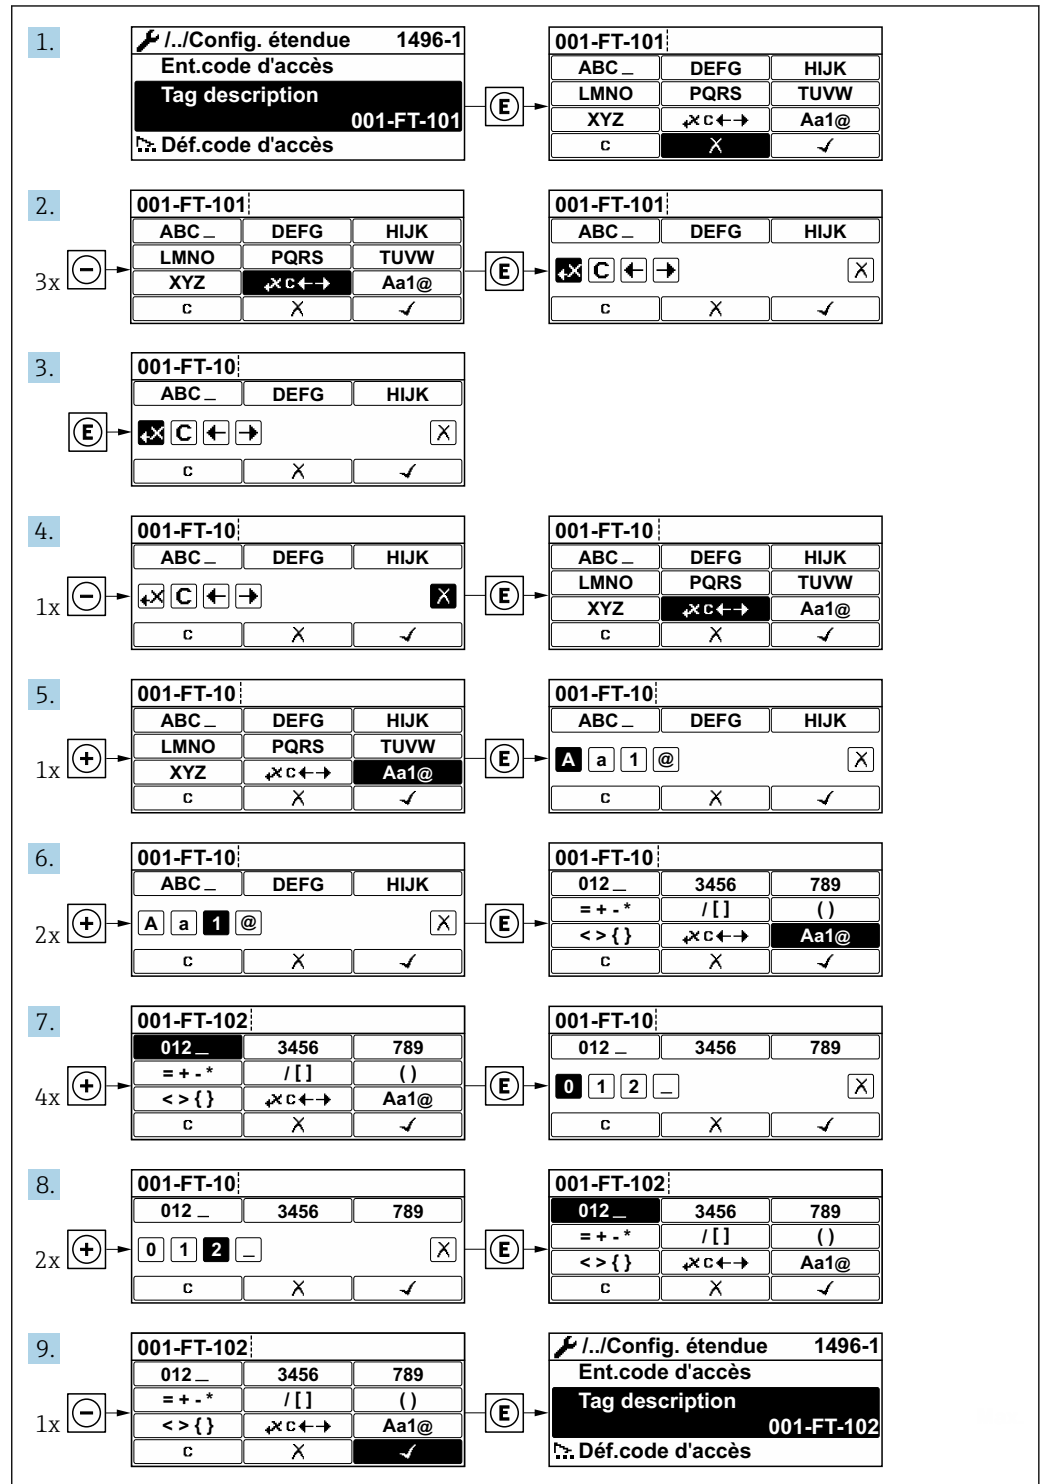 1.
/../Config. étendue 1496-1
Ent.code d'accès
Tag description
001-FT-101
Déf.code d'accès
E
001-FT-101
ABC_ DEFG HIJK
LMNO PQRS TUVW
XYZ C Aa1@
C X ✓
2.
3x −
001-FT-101
ABC_ DEFG HIJK
LMNO PQRS TUVW
XYZ C Aa1@
C X ✓
E
001-FT-101
ABC_ DEFG HIJK
X C ← → X
C X ✓
3.
E
001-FT-10
ABC_ DEFG HIJK
X C ← → X
C X ✓
4.
1x −
001-FT-10
ABC_ DEFG HIJK
X C ← → X
C X ✓
E
001-FT-10
ABC_ DEFG HIJK
LMNO PQRS TUVW
XYZ C Aa1@
C X ✓
5.
1x +
001-FT-10
ABC_ DEFG HIJK
LMNO PQRS TUVW
XYZ C Aa1@
C X ✓
E
001-FT-10
ABC_ DEFG HIJK
A a 1 @ X
C X ✓
6.
2x +
001-FT-10
ABC_ DEFG HIJK
A a 1 @ X
C X ✓
E
001-FT-10
012_ 3456 789
= + - * / [ ] ( )
< > { } C Aa1@
C X ✓
7.
4x +
001-FT-102
012_ 3456 789
= + - * / [ ] ( )
< > { } C Aa1@
C X ✓
E
001-FT-10
012_ 3456 789
0 1 2 _ X
C X ✓
8.
2x +
001-FT-10
012_ 3456 789
0 1 2 _ X
C X ✓
E
001-FT-102
012_ 3456 789
= + - * / [ ] ( )
< > { } C Aa1@
C X ✓
9.
1x −
001-FT-102
012_ 3456 789
= + - * / [ ] ( )
< > { } C Aa1@
C X ✓
E
/../Config. étendue 1496-1
Ent.code d'accès
Tag description
001-FT-102
Déf.code d'accès